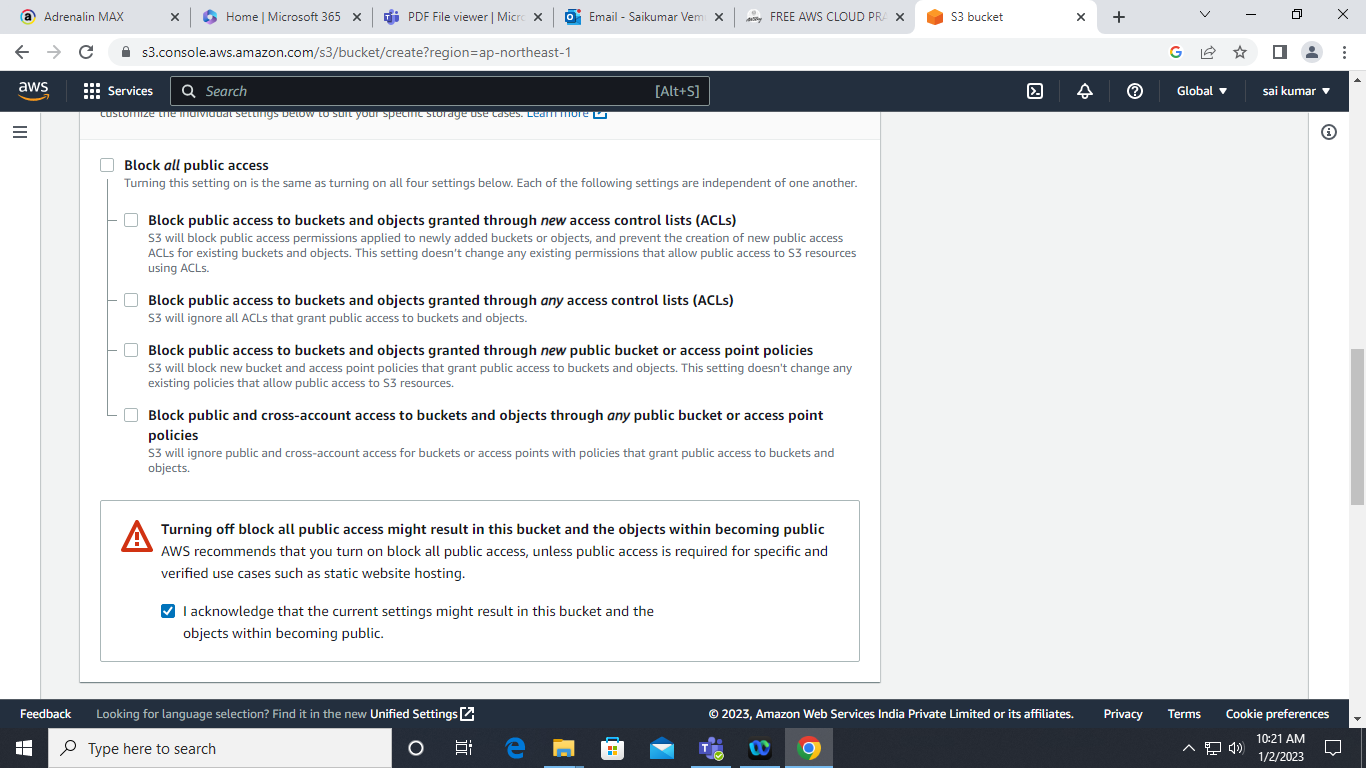 Adrenalin MAX
Home | Microsoft 365
PDF File viewer | Micro
Email - Saikumar Vem
FREE AWS CLOUD PRA
S3 bucket
s3.console.aws.amazon.com/s3/bucket/create?region=ap-northeast-1
aws
Services
Search
[Alt+S]
Global
sai kumar
customize the individual settings below to suit your specific storage use cases. Learn more
Block all public access
Turning this setting on is the same as turning on all four settings below. Each of the following settings are independent of one another.
Block public access to buckets and objects granted through new access control lists (ACLs)
S3 will block public access permissions applied to newly added buckets or objects, and prevent the creation of new public access
ACLs for existing buckets and objects. This setting doesn't change any existing permissions that allow public access to S3 resources
using ACLs.
Block public access to buckets and objects granted through any access control lists (ACLs)
S3 will ignore all ACLs that grant public access to buckets and objects.
Block public access to buckets and objects granted through new public bucket or access point policies
S3 will block new bucket and access point policies that grant public access to buckets and objects. This setting doesn't change any
existing policies that allow public access to S3 resources.
Block public and cross-account access to buckets and objects through any public bucket or access point
policies
S3 will ignore public and cross-account access for buckets or access points with policies that grant public access to buckets and
objects.
Turning off block all public access might result in this bucket and the objects within becoming public
AWS recommends that you turn on block all public access, unless public access is required for specific and
verified use cases such as static website hosting.
I acknowledge that the current settings might result in this bucket and the
objects within becoming public.
Feedback
Looking for language selection? Find it in the new Unified Settings
© 2023, Amazon Web Services India Private Limited or its affiliates.
Privacy
Terms
Cookie preferences
Type here to search
10:21 AM
1/2/2023